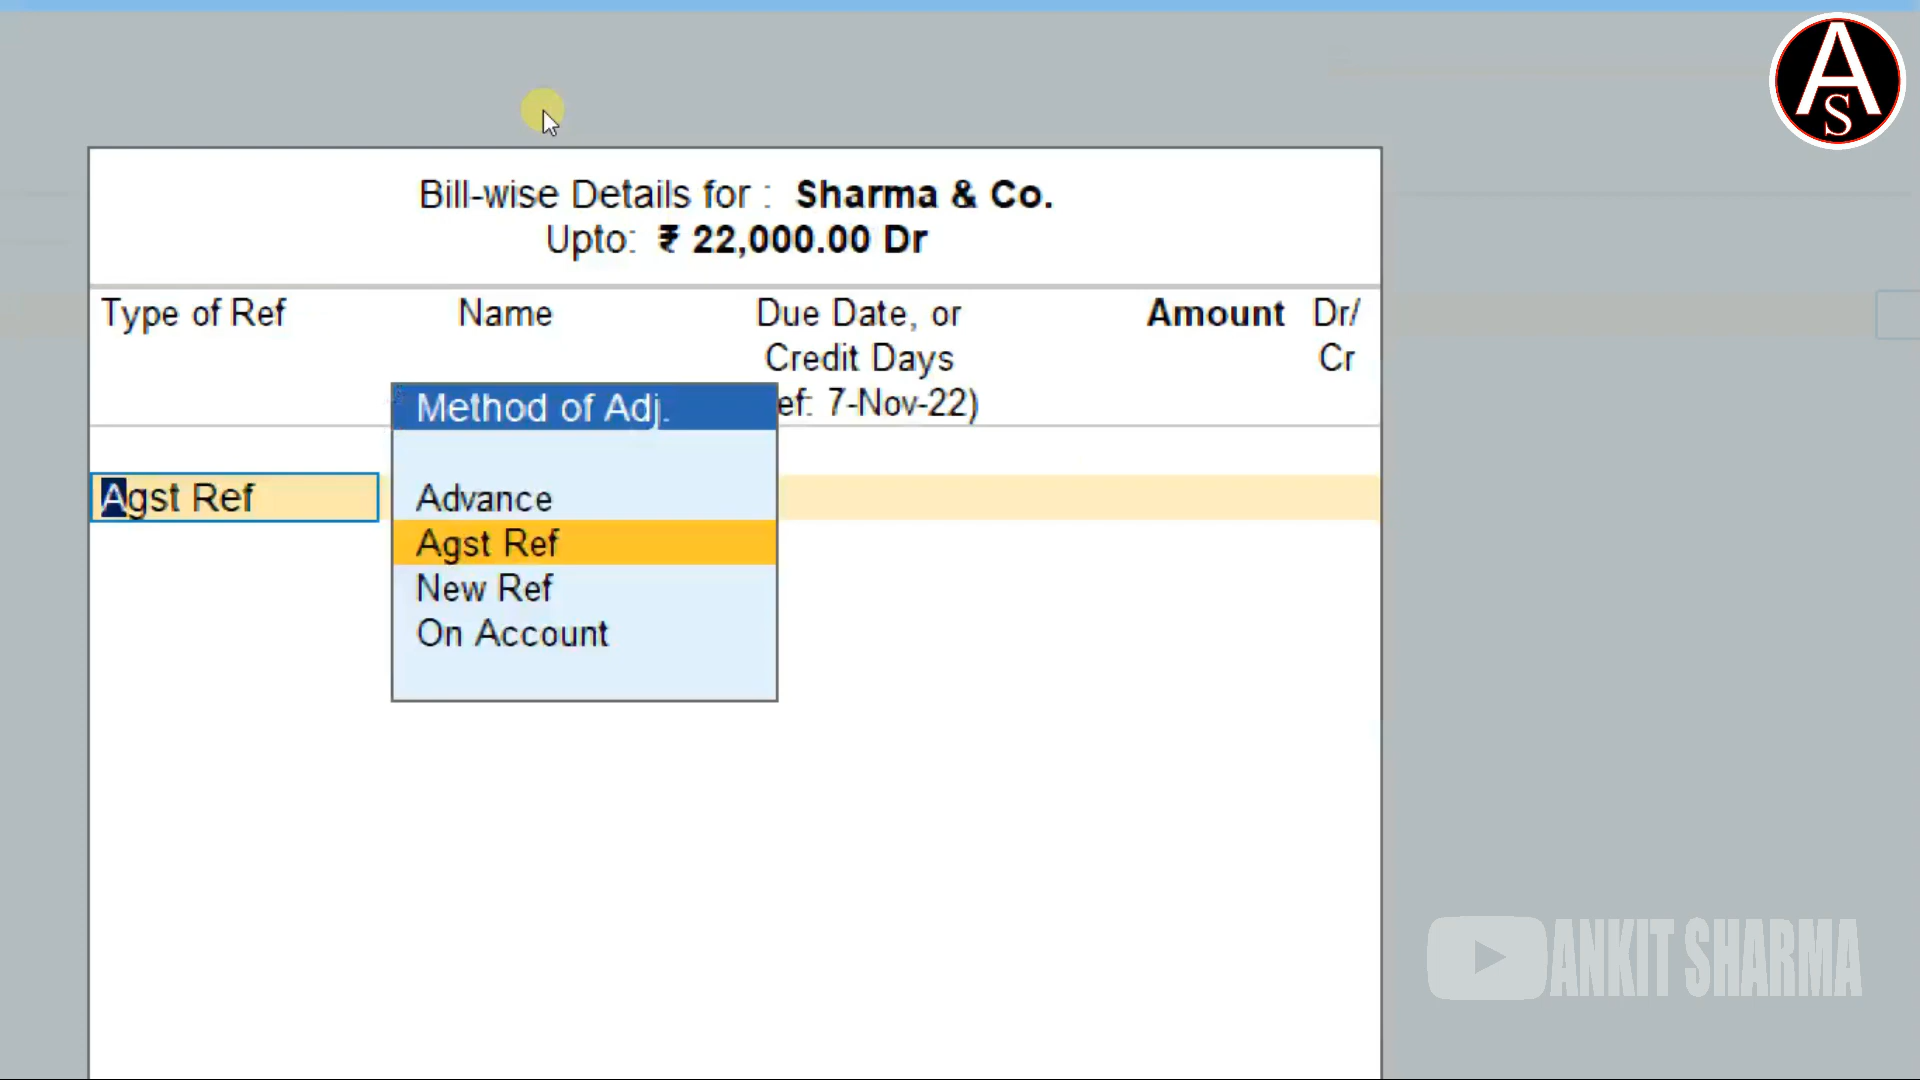 A
S
Bill-wise Details for : Sharma & Co.
Upto: ₹ 22,000.00 Dr
Type of Ref Name Due Date, or Amount Dr/
Credit Days Cr
ef: 7-Nov-22)
Method of Adj.
Agst Ref
Advance
Agst Ref
New Ref
On Account
ANKIT SHARMA